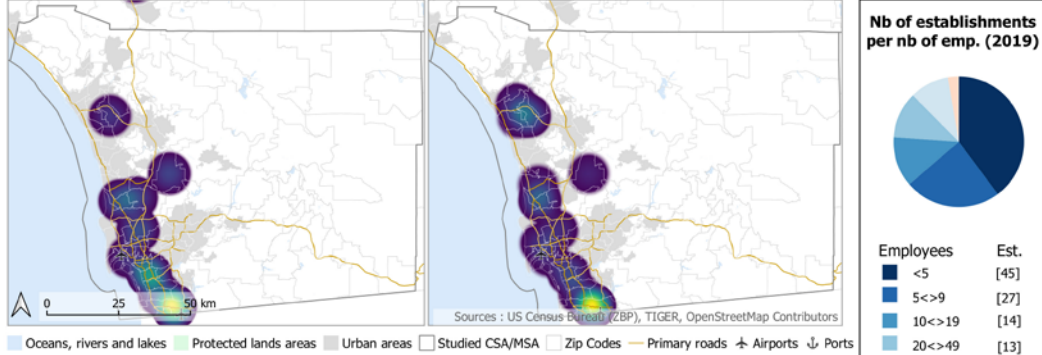 0 25 50 km
Sources : US Census Bureau (ZBP), TIGER, OpenStreetMap Contributors
Oceans, rivers and lakes Protected lands areas Urban areas Studied CSA/MSA Zip Codes Primary roads Airports Ports
Nb of establishments
per nb of emp. (2019)
Employees Est.
<5 [45]
5<>9 [27]
10<>19 [14]
20<>49 [13]